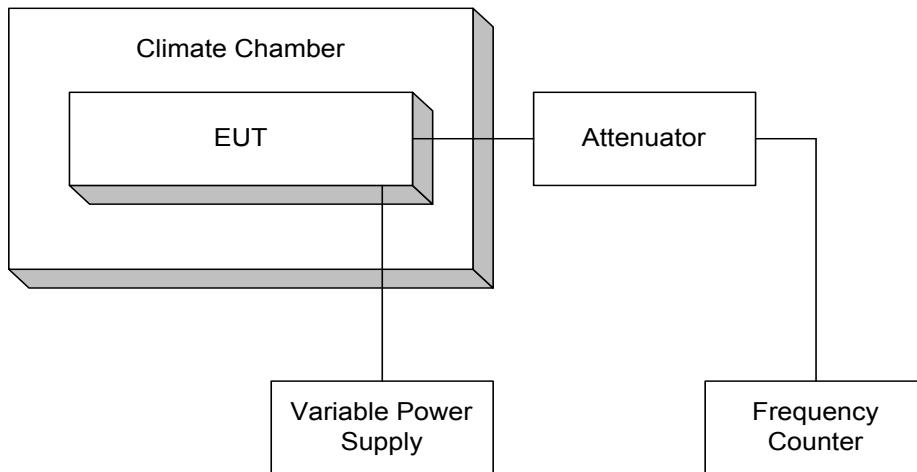 Climate Chamber
EUT
Attenuator
Variable Power
Supply
Frequency
Counter